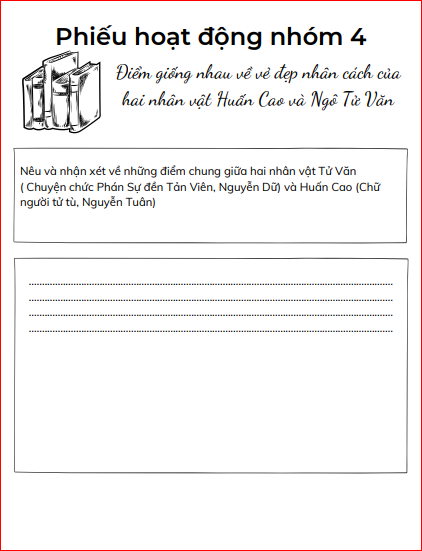 Phiếu hoạt động nhóm 4
Điểm giống nhau về vẻ đẹp nhân cách của
hai nhân vật Huấn Cao và Ngô Tử Văn
Nêu và nhận xét về những điểm chung giữa hai nhân vật Tử Văn
( Chuyện chức Phán Sự đền Tản Viên, Nguyễn Dữ) và Huấn Cao (Chữ
người tử tù, Nguyễn Tuân)